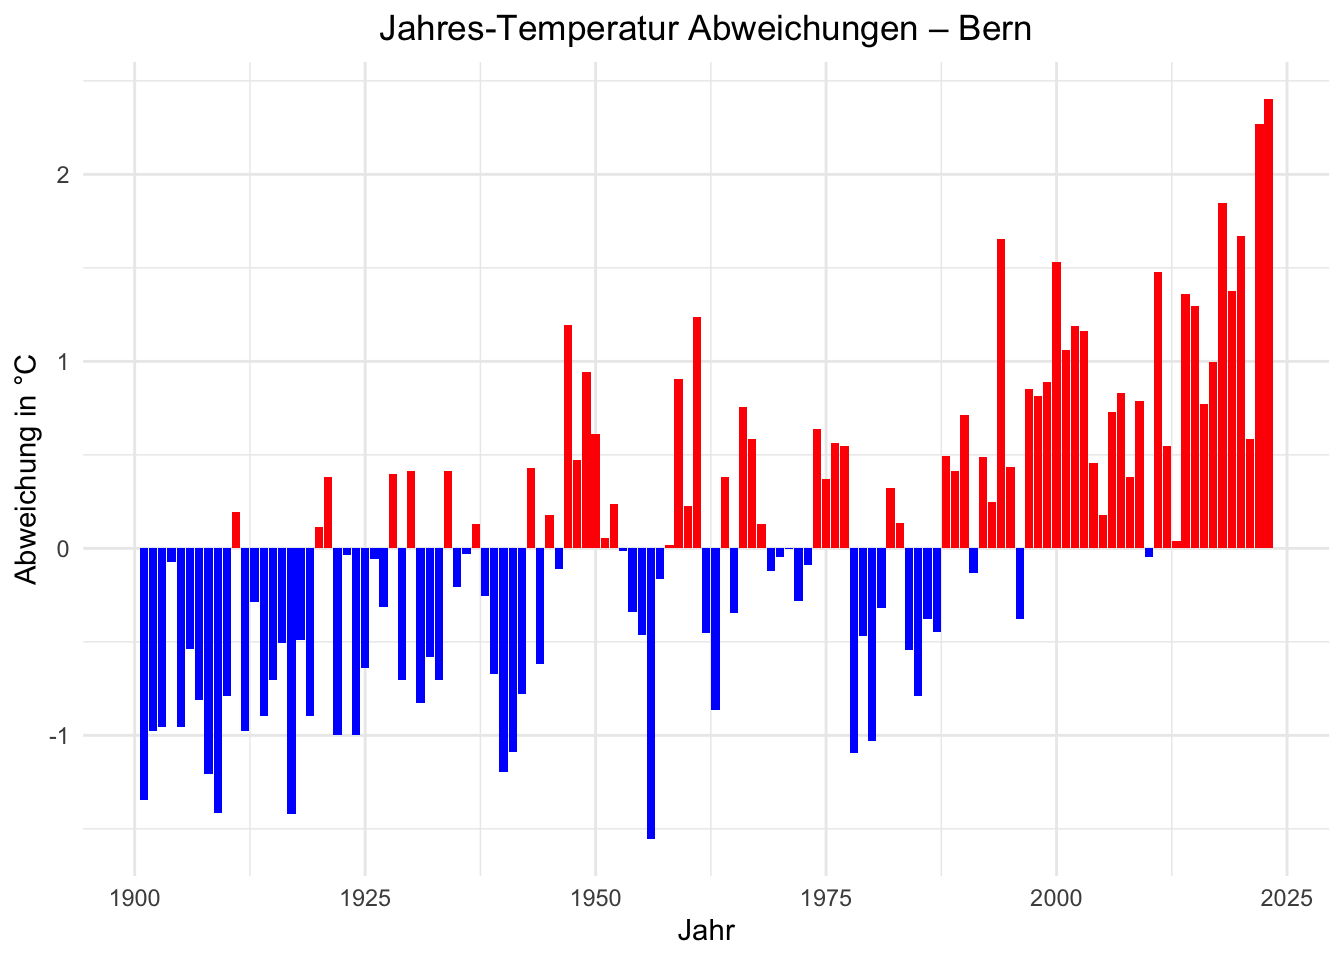 Jahres-Temperatur Abweichungen – Bern
Abweichung in °C
2
1
0
-1
1900 1925 1950 1975 2000 2025
Jahr